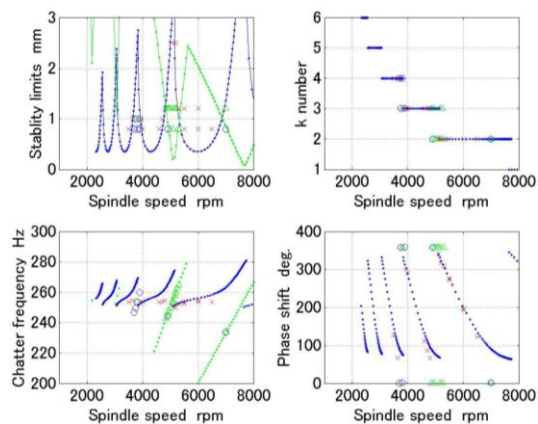 3
6
Stablity limits mm
2
1
0
k number
5
4
3
2
1
2000 4000 6000 8000
2000 4000 6000 8000
Spindle speed rpm
Spindle speed rpm
300
400
Chatter frequency Hz
280
260
240
220
200
Phase shift deg.
300
200
100
0
2000 4000 6000 8000
2000 4000 6000 8000
Spindle speed rpm
Spindle speed rpm